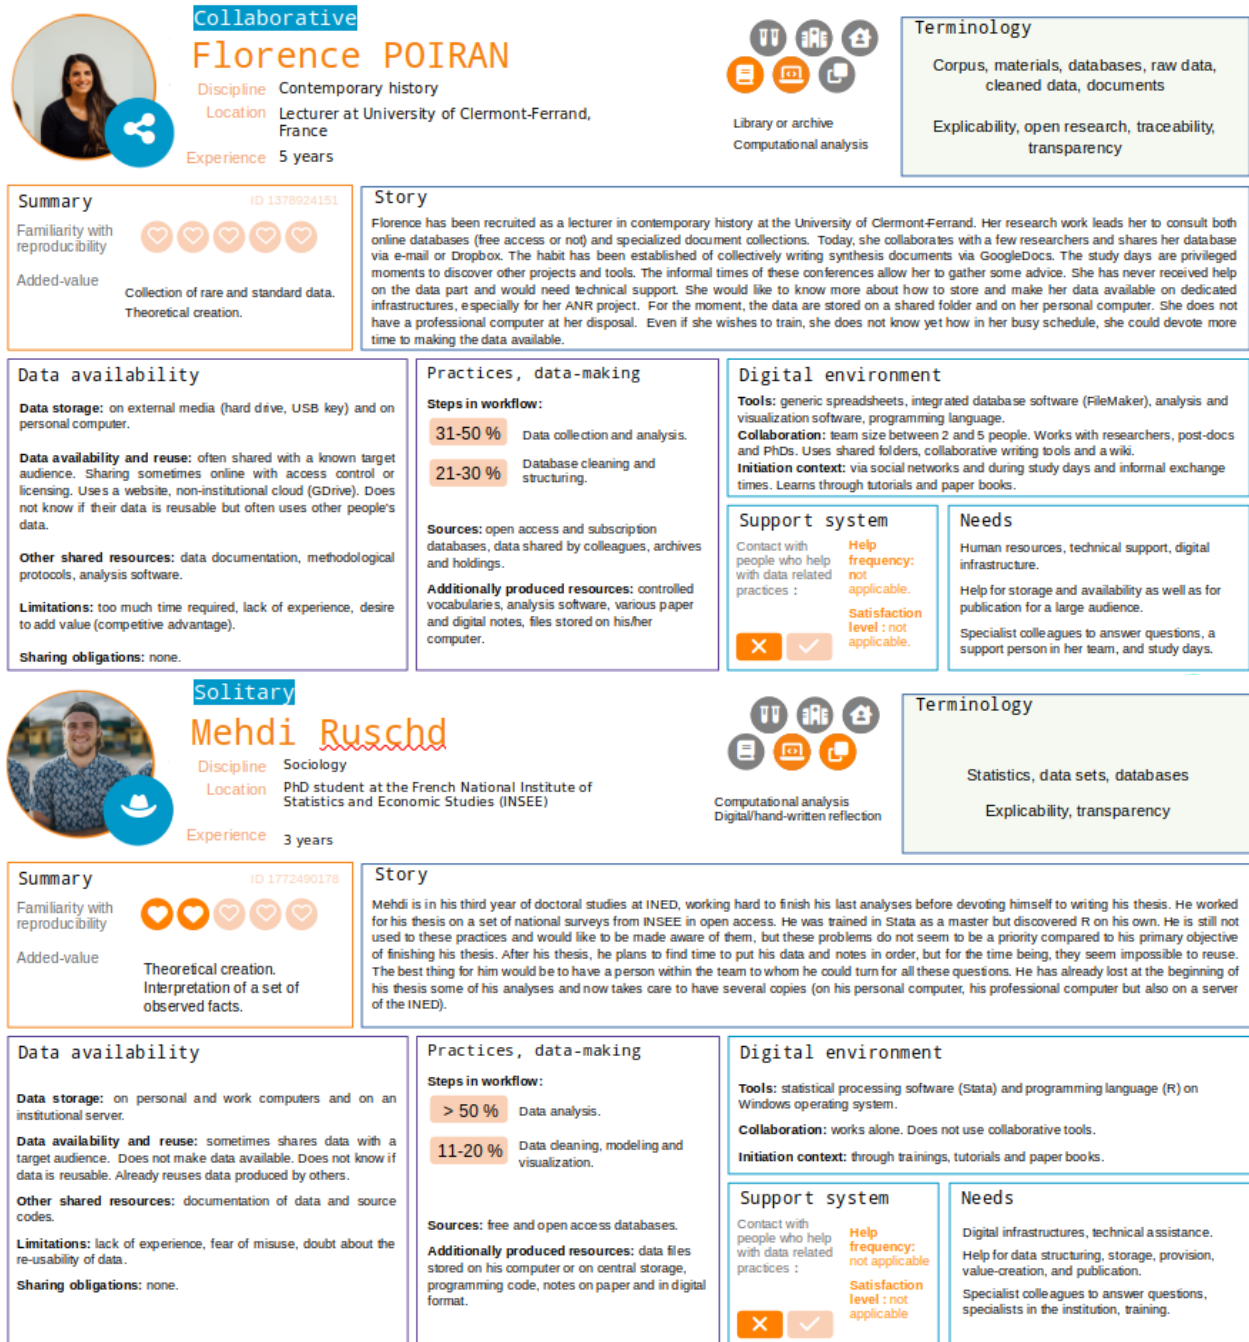 Collaborative
Florence POIRAN
Discipline Contemporary history
Location Lecturer at University of Clermont-Ferrand,
France
Experience 5 years
Library or archive
Computational analysis
Terminology
Corpus, materials, databases, raw data,
cleaned data, documents
Explicability, open research, traceability,
transparency
Summary
ID 1378924151
Familiarity with
reproducibility
Added-value
Collection of rare and standard data.
Theoretical creation.
Story
Florence has been recruited as a lecturer in contemporary history at the University of Clermont-Ferrand. Her research work leads her to consult both
online databases (free access or not) and specialized document collections. Today, she collaborates with a few researchers and shares her database
via e-mail or Dropbox. The habit has been established of collectively writing synthesis documents via GoogleDocs. The study days are privileged
moments to discover other projects and tools. The informal times of these conferences allow her to gather some advice. She has never received help
on the data part and would need technical support. She would like to know more about how to store and make her data available on dedicated
infrastructures, especially for her ANR project. For the moment, the data are stored on a shared folder and on her personal computer. She does not
have a professional computer at her disposal. Even if she wishes to train, she does not know yet how in her busy schedule, she could devote more
time to making the data available.
Data availability
Data storage: on external media (hard drive, USB key) and on
personal computer.
Data availability and reuse: often shared with a known target
audience. Sharing sometimes online with access control or
licensing. Uses a website, non-institutional cloud (GDrive). Does
not know if their data is reusable but often uses other people's
data.
Other shared resources: data documentation, methodological
protocols, analysis software.
Limitations: too much time required, lack of experience, desire
to add value (competitive advantage).
Sharing obligations: none.
Practices, data-making
Steps in workflow:
31-50 % Data collection and analysis.
21-30 % Database cleaning and
structuring.
Sources: open access and subscription
databases, data shared by colleagues, archives
and holdings.
Additionally produced resources: controlled
vocabularies, analysis software, various paper
and digital notes, files stored on his/her
computer.
Digital environment
Tools: generic spreadsheets, integrated database software (FileMaker), analysis and
visualization software, programming language.
Collaboration: team size between 2 and 5 people. Works with researchers, post-docs
and PhDs. Uses shared folders, collaborative writing tools and a wiki.
Initiation context: via social networks and during study days and informal exchange
times. Learns through tutorials and paper books.
Support system
Contact with
people who help
with data related
practices :
Help
frequency:
not
applicable.
Satisfaction
level : not
applicable.
Needs
Human resources, technical support, digital
infrastructure.
Help for storage and availability as well as for
publication for a large audience.
Specialist colleagues to answer questions, a
support person in her team, and study days.
Solitary
Mehdi Ruschd
Discipline Sociology
Location PhD student at the French National Institute of
Statistics and Economic Studies (INSEE)
Experience 3 years
Computational analysis
Digital/hand-written reflection
Terminology
Statistics, data sets, databases
Explicability, transparency
Summary
ID 1772490178
Familiarity with
reproducibility
Added-value
Theoretical creation.
Interpretation of a set of
observed facts.
Story
Mehdi is in his third year of doctoral studies at INED, working hard to finish his last analyses before devoting himself to writing his thesis. He worked
for his thesis on a set of national surveys from INSEE in open access. He was trained in Stata as a master but discovered R on his own. He is still not
used to these practices and would like to be made aware of them, but these problems do not seem to be a priority compared to his primary objective
of finishing his thesis. After his thesis, he plans to find time to put his data and notes in order, but for the time being, they seem impossible to reuse.
The best thing for him would be to have a person within the team to whom he could turn for all these questions. He has already lost at the beginning of
his thesis some of his analyses and now takes care to have several copies (on his personal computer, his professional computer but also on a server
of the INED).
Data availability
Data storage: on personal and work computers and on an
institutional server.
Data availability and reuse: sometimes shares data with a
target audience. Does not make data available. Does not know if
data is reusable. Already reuses data produced by others.
Other shared resources: documentation of data and source
codes.
Limitations: lack of experience, fear of misuse, doubt about the
re-usability of data.
Sharing obligations: none.
Practices, data-making
Steps in workflow:
> 50 % Data analysis.
11-20 % Data cleaning, modeling and
visualization.
Sources: free and open access databases.
Additionally produced resources: data files
stored on his computer or on central storage,
programming code, notes on paper and in digital
format.
Digital environment
Tools: statistical processing software (Stata) and programming language (R) on
Windows operating system.
Collaboration: works alone. Does not use collaborative tools.
Initiation context: through trainings, tutorials and paper books.
Support system
Contact with
people who help
with data related
practices :
Help
frequency:
not applicable
Satisfaction
level : not
applicable
Needs
Digital infrastructures, technical assistance.
Help for data structuring, storage, provision,
value-creation, and publication.
Specialist colleagues to answer questions,
specialists in the institution, training.